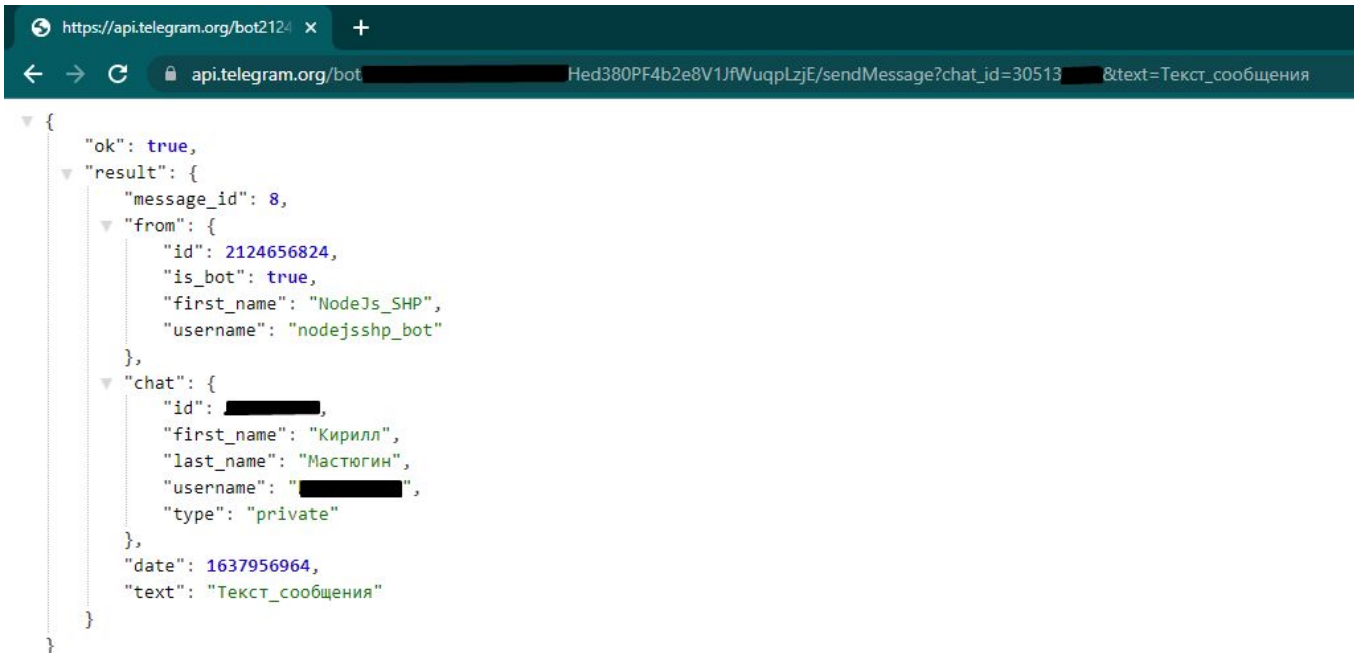 https://api.telegram.org/bot2124
api.telegram.org/bot Hed380PF4b2e8V1JfWuqpLzjE/sendMessage?chat_id=30513 &text=Текст_сообщения
{
"ok": true,
"result": {
"message_id": 8,
"from": {
"id": 2124656824,
"is_bot": true,
"first_name": "NodeJs_SHP",
"username": "nodejsshp_bot"
},
"chat": {
"id": ,
"first_name": "Кирилл",
"last_name": "Мастюгин",
"username": " ",
"type": "private"
},
"date": 1637956964,
"text": "Текст_сообщения"
}
}